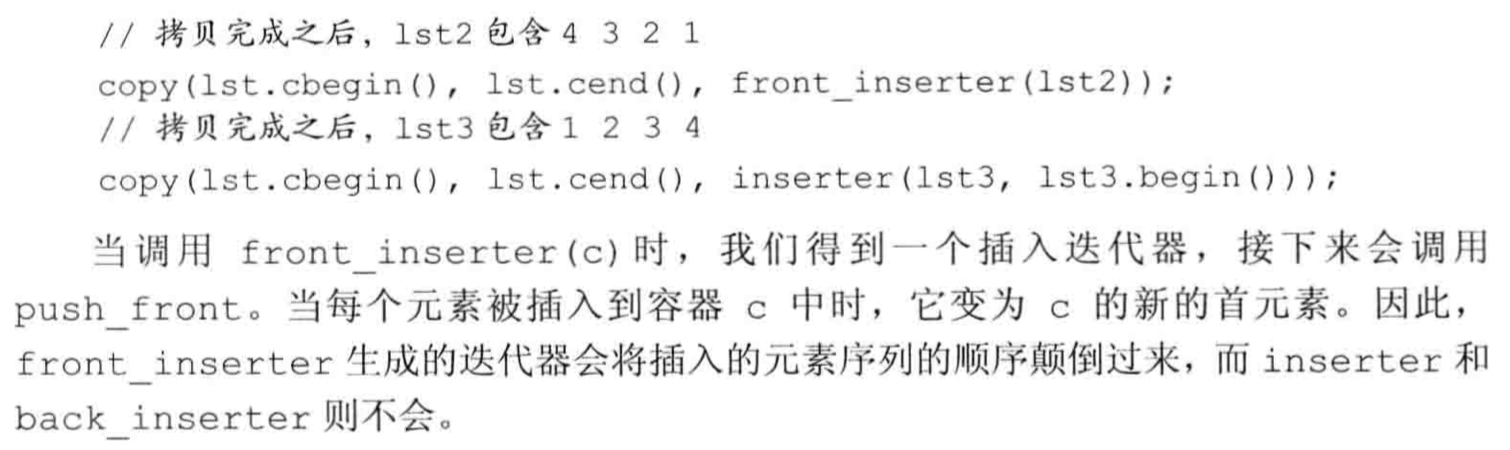 // 拷贝完成之后，lst2 包含 4 3 2 1
copy(lst.cbegin(), lst.cend(), front_inserter(lst2));
// 拷贝完成之后，lst3 包含 1 2 3 4
copy(lst.cbegin(), lst.cend(), inserter(lst3, lst3.begin()));
当调用 front_inserter(c)时，我们得到一个插入迭代器，接下来会调用
push_front。当每个元素被插入到容器 c 中时，它变为 c 的新的首元素。因此，
front_inserter 生成的迭代器会将插入的元素序列的顺序颠倒过来，而 inserter 和
back_inserter 则不会。